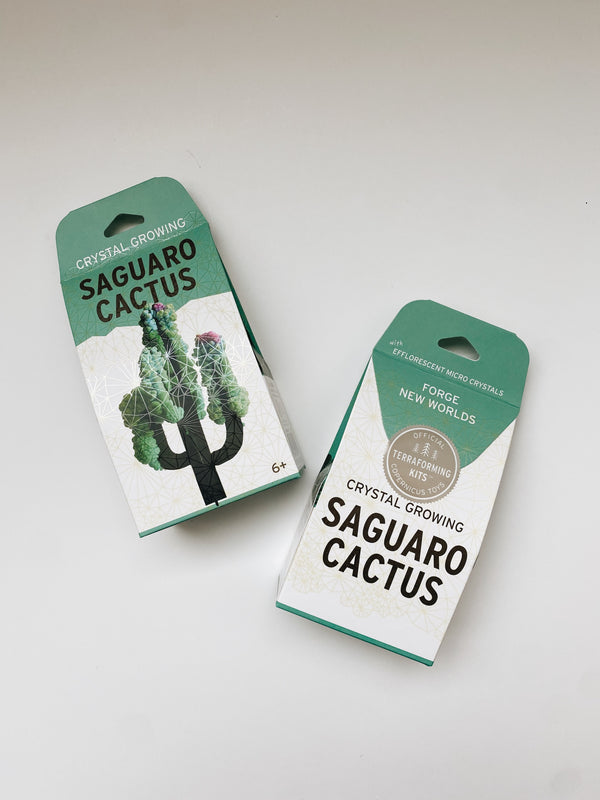 CRYSTAL GROWING
SAGUARO
CACTUS
6+
with
EFFLORESCENT MICRO CRYSTALS
FORGE
NEW WORLDS
OFFICIAL
TERRAFORMING
KITS™
COPERNICUS TOYS
CRYSTAL GROWING
SAGUARO
CACTUS